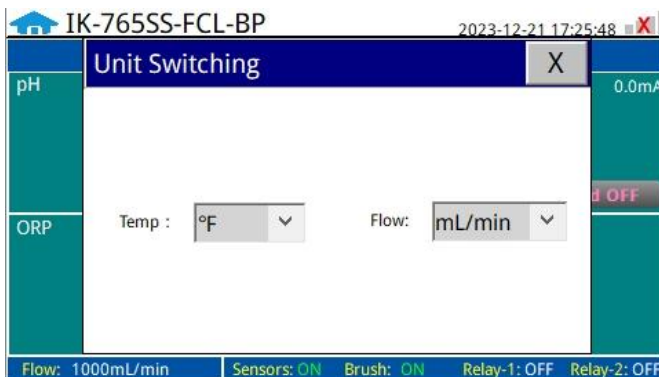 IK-765SS-FCL-BP
2023-12-21 17:25:48
Unit Switching X
pH
0.0mA
d OFF
Temp : °F Flow: mL/min
ORP
Flow: 1000mL/min Sensors: ON Brush: ON Relay-1: OFF Relay-2: OFF